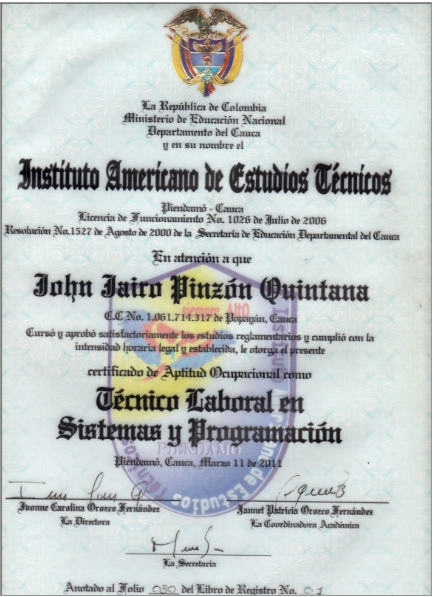 La República de Colombia
Ministerio de Educación Nacional
Departamento del Cauca
y en su nombre el
Instituto Americano de Estudios Técnicos
Piendamó - Cauca
Licencia de Funcionamiento No. 1026 de Julio de 2006
Resolución No.1527 de Agosto de 2000 de la Secretaría de Educación Departamental del Cauca
En atención a que
John Jairo Pinzón Quintana
C.C No. 1.061.714.317 de Popayán, Cauca
siempre Alto
Cursó y aprobó satisfactoriamente los estudios reglamentarios y cumplió con la
intensidad horaria legal y establecida, le otorga el presente
certificado de Aptitud Ocupacional como
Técnico Laboral en
Sistemas y Programación
PIENDAMÓ
Piendamó, Cauca, Marzo 11 de 2011
Ivonne Carolina Orozco Fernández
La Directora
Jannet Patricia Orozco Fernández
La Coordinadora Académica
La Secretaria
Anotado al Folio 030 del Libro de Registro No. 01